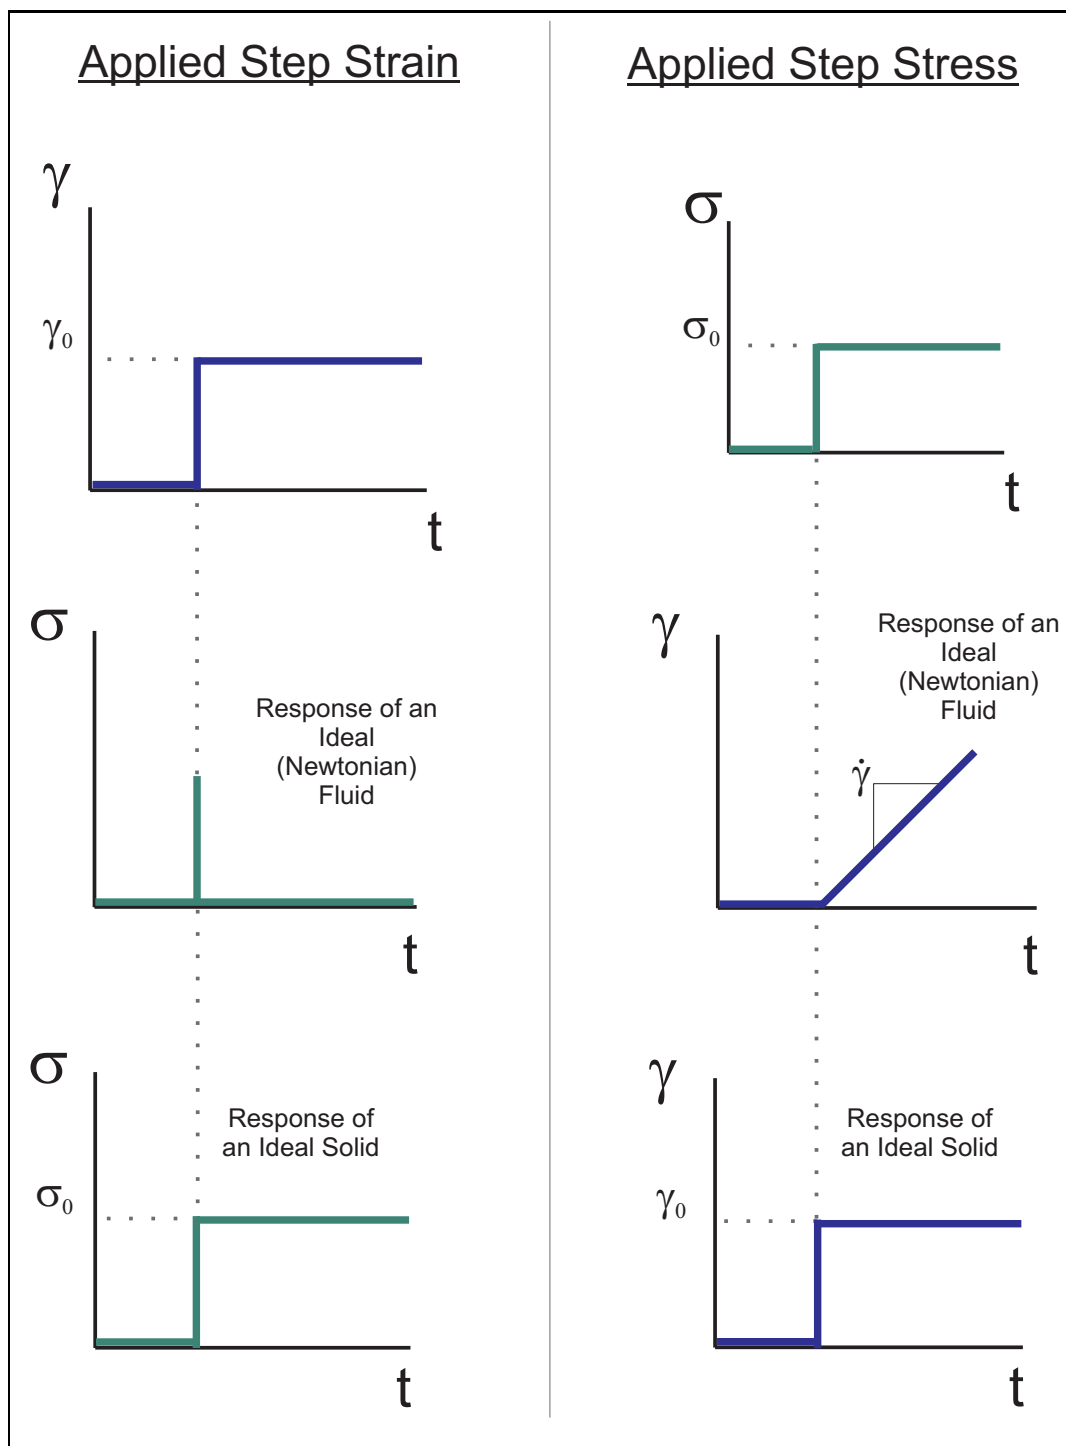 Applied Step Strain
γ
γ0
t
σ
Response of an
Ideal
(Newtonian)
Fluid
t
σ
Response of
an Ideal Solid
σ0
t
Applied Step Stress
σ
σ0
t
γ
Response of an
Ideal
(Newtonian)
Fluid
γ̇
t
γ
Response of
an Ideal Solid
γ0
t